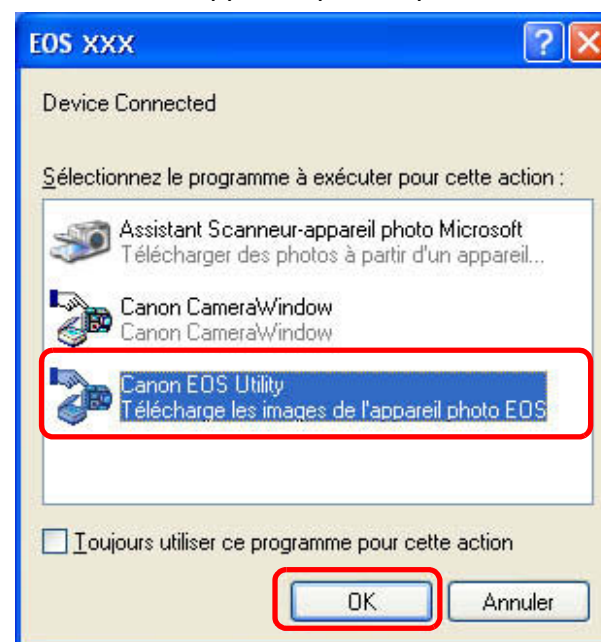 EOS XXX
Device Connected
Sélectionnez le programme à exécuter pour cette action :
Assistant Scanneur-appareil photo Microsoft
Télécharger des photos à partir d'un appareil...
Canon CameraWindow
Canon CameraWindow
Canon EOS Utility
Télécharge les images de l'appareil photo EOS
Toujours utiliser ce programme pour cette action
OK
Annuler